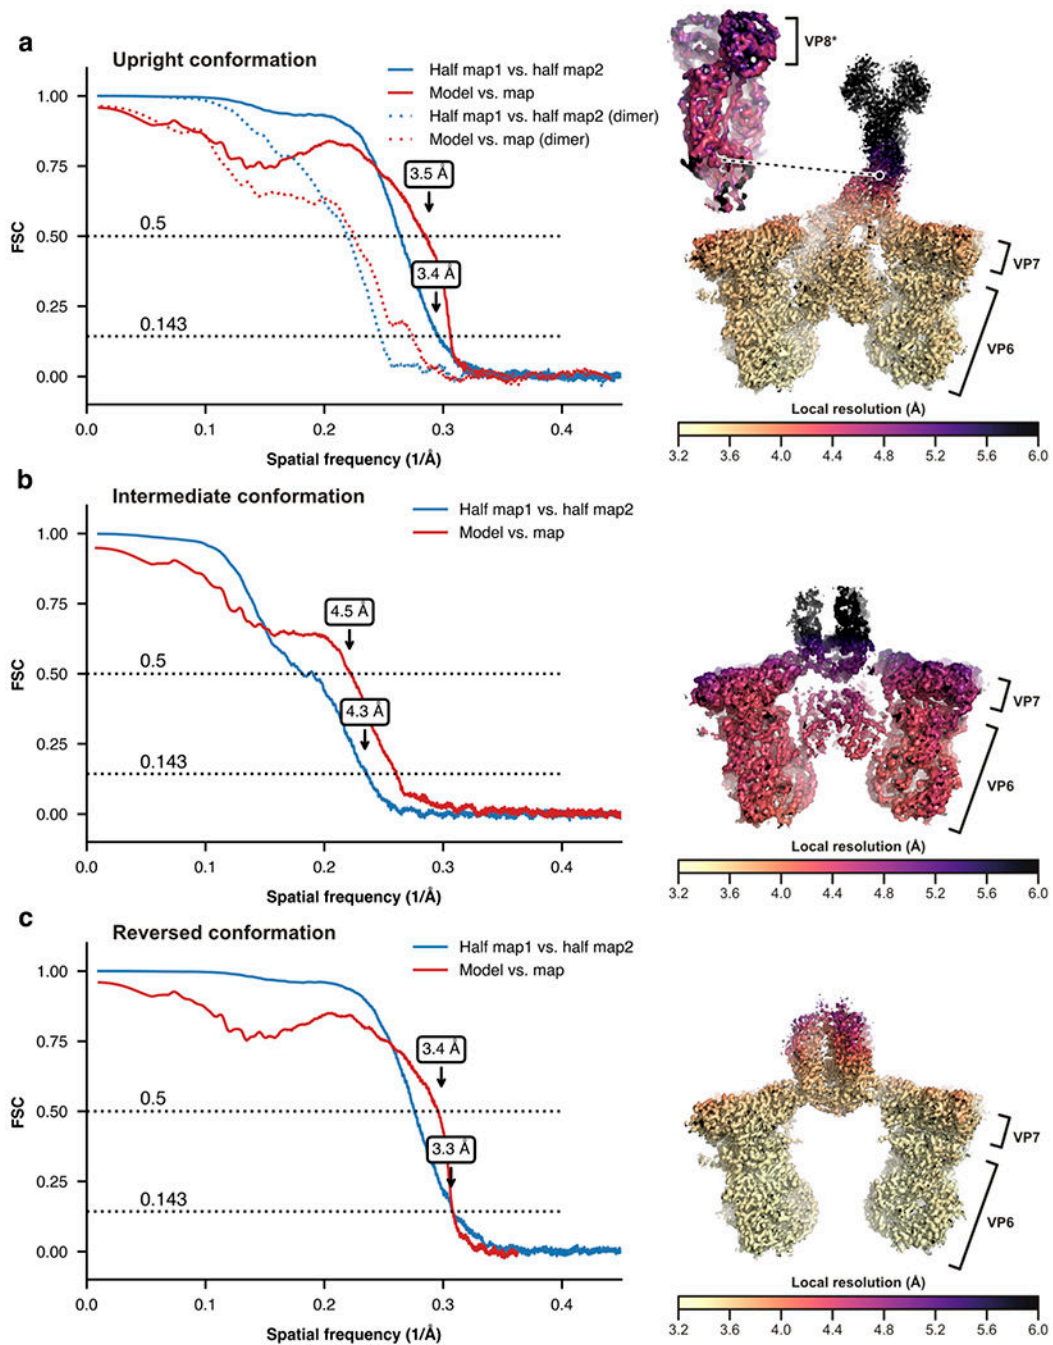 a
Upright conformation
Half map1 vs. half map2
Model vs. map
Half map1 vs. half map2 (dimer)
Model vs. map (dimer)
1.00
0.75
0.50
0.25
0.00
FSC
0.5
0.143
3.5 Å
3.4 Å
0.0 0.1 0.2 0.3 0.4
Spatial frequency (1/Å)
VP8*
VP7
VP6
Local resolution (Å)
3.2 3.6 4.0 4.4 4.8 5.2 5.6 6.0
b
Intermediate conformation
Half map1 vs. half map2
Model vs. map
1.00
0.75
0.50
0.25
0.00
FSC
0.5
0.143
4.5 Å
4.3 Å
0.0 0.1 0.2 0.3 0.4
Spatial frequency (1/Å)
VP7
VP6
Local resolution (Å)
3.2 3.6 4.0 4.4 4.8 5.2 5.6 6.0
c
Reversed conformation
Half map1 vs. half map2
Model vs. map
1.00
0.75
0.50
0.25
0.00
FSC
0.5
0.143
3.4 Å
3.3 Å
0.0 0.1 0.2 0.3 0.4
Spatial frequency (1/Å)
VP7
VP6
Local resolution (Å)
3.2 3.6 4.0 4.4 4.8 5.2 5.6 6.0